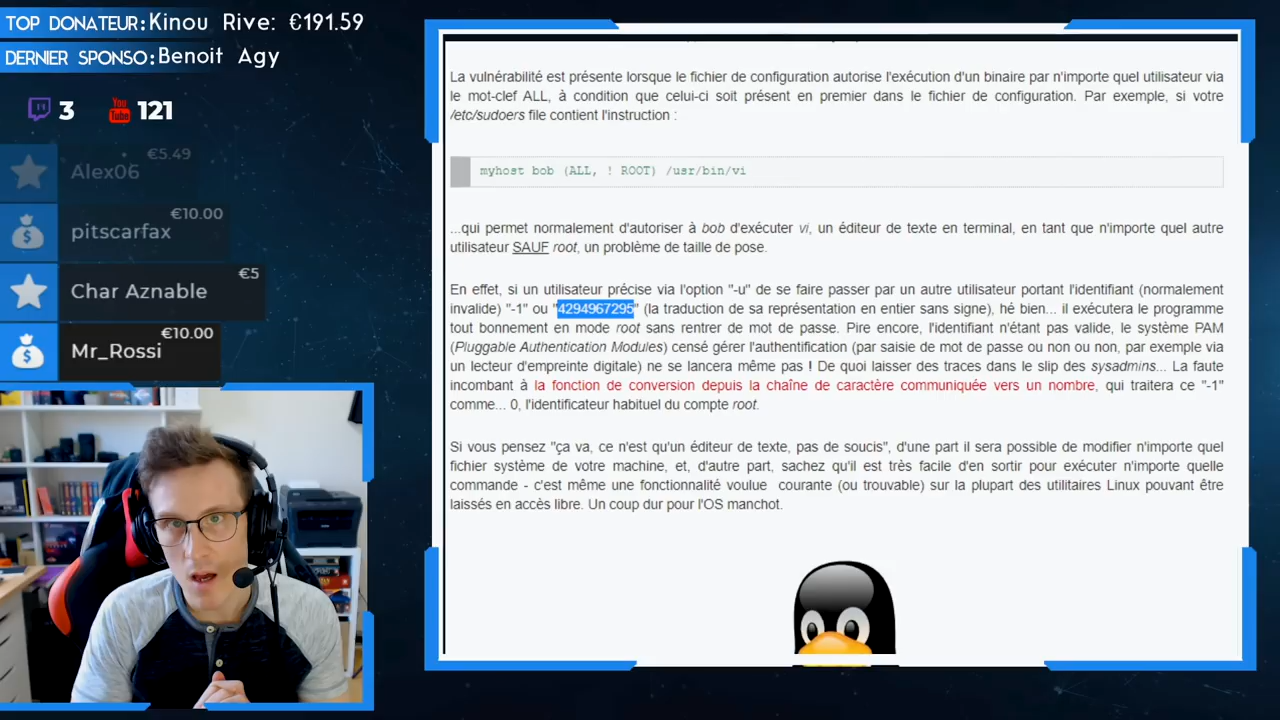 TOP DONATEUR:Kinou Rive: €191.59
DERNIER SPONSO:Benoit Agy
3
You Tube 121
€5.49
Alex06
€10.00
pitscarfax
€5
Char Aznable
€10.00
Mr_Rossi
La vulnérabilité est présente lorsque le fichier de configuration autorise l'exécution d'un binaire par n'importe quel utilisateur via
le mot-clef ALL, à condition que celui-ci soit présent en premier dans le fichier de configuration. Par exemple, si votre
/etc/sudoers file contient l'instruction :
myhost bob (ALL, ! ROOT) /usr/bin/vi
...qui permet normalement d'autoriser à bob d'exécuter vi, un éditeur de texte en terminal, en tant que n'importe quel autre
utilisateur SAUF root, un problème de taille de pose.
En effet, si un utilisateur précise via l'option "-u" de se faire passer par un autre utilisateur portant l'identifiant (normalement
invalide) "-1" ou "4294967295" (la traduction de sa représentation en entier sans signe), hé bien... il exécutera le programme
tout bonnement en mode root sans rentrer de mot de passe. Pire encore, l'identifiant n'étant pas valide, le système PAM
(Pluggable Authentication Modules) censé gérer l'authentification (par saisie de mot de passe ou non ou non, par exemple via
un lecteur d'empreinte digitale) ne se lancera même pas ! De quoi laisser des traces dans le slip des sysadmins... La faute
incombant à la fonction de conversion depuis la chaîne de caractère communiquée vers un nombre, qui traitera ce "-1"
comme... 0, l'identificateur habituel du compte root.
Si vous pensez "ça va, ce n'est qu'un éditeur de texte, pas de soucis", d'une part il sera possible de modifier n'importe quel
fichier système de votre machine, et, d'autre part, sachez qu'il est très facile d'en sortir pour exécuter n'importe quelle
commande - c'est même une fonctionnalité voulue courante (ou trouvable) sur la plupart des utilitaires Linux pouvant être
laissés en accès libre. Un coup dur pour l'OS manchot.